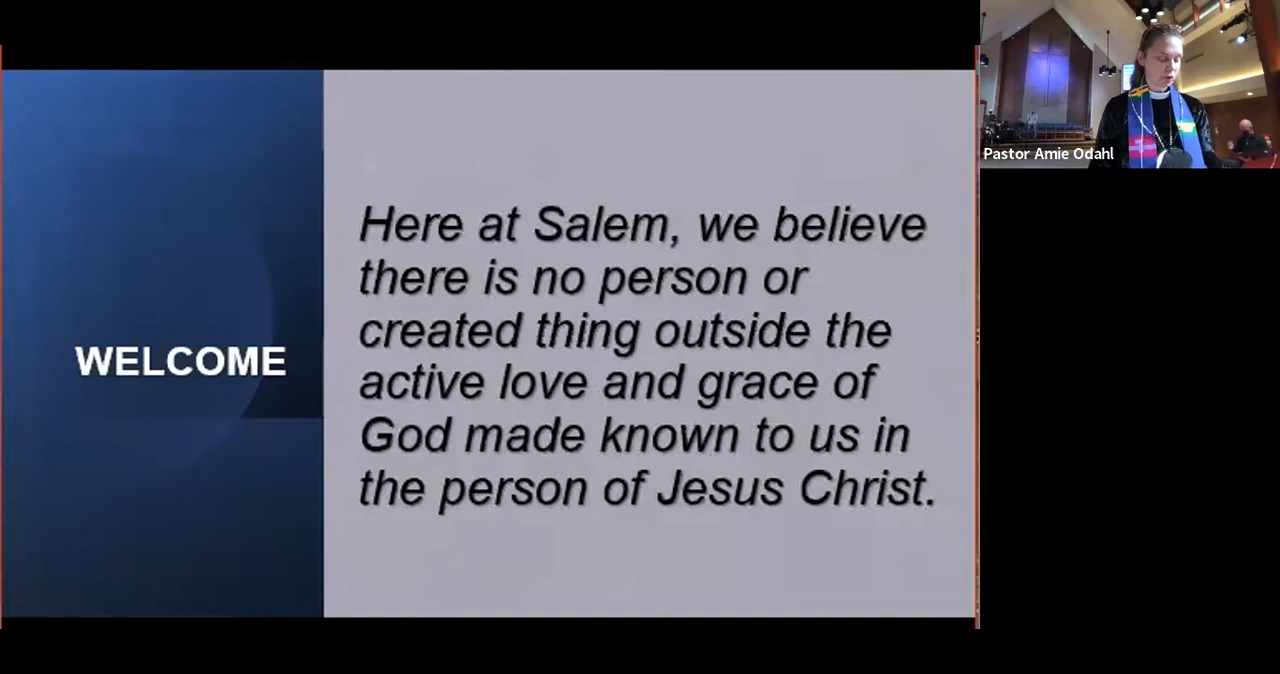 WELCOME
Here at Salem, we believe
there is no person or
created thing outside the
active love and grace of
God made known to us in
the person of Jesus Christ.
Pastor Amie Odahl